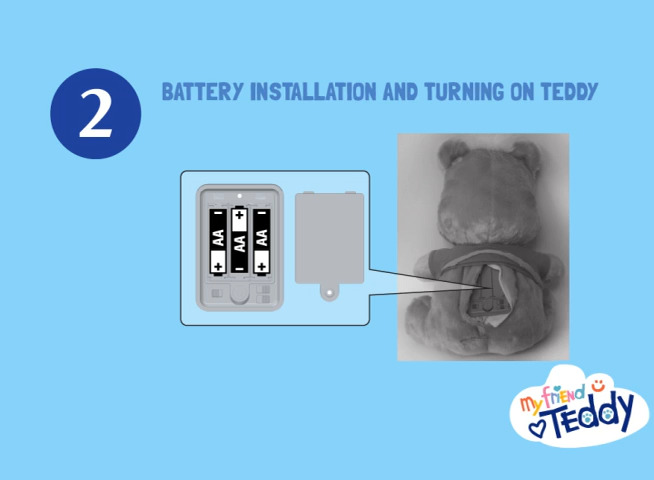 2
BATTERY INSTALLATION AND TURNING ON TEDDY
AA
AA
AA
my friend
Teddy